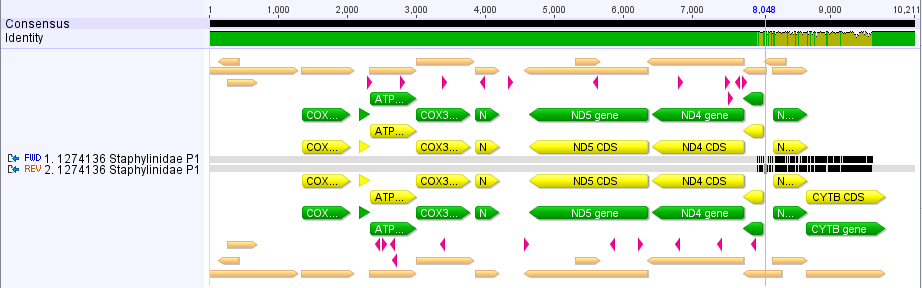 1 1,000 2,000 3,000 4,000 5,000 6,000 7,000 8,048 9,000 10,211
Consensus
Identity
ATP...
COX... COX3... N ND5 gene ND4 gene N...
ATP...
COX... COX3... N ND5 CDS ND4 CDS N...
FWD 1. 1274136 Staphylinidae P1
REV 2. 1274136 Staphylinidae P1
COX... COX3... N ND5 CDS ND4 CDS N...
ATP... CYTB CDS
COX... COX3... N ND5 gene ND4 gene N...
ATP... CYTB gene